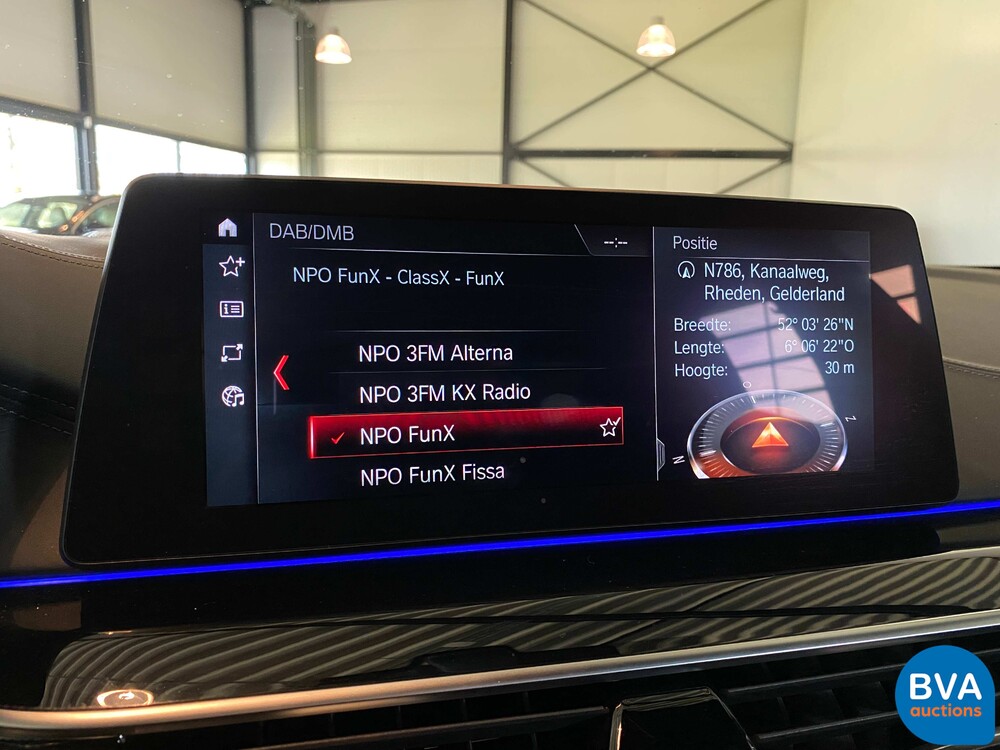 DAB/DMB
--:--
NPO FunX - ClassX - FunX
NPO 3FM Alterna
NPO 3FM KX Radio
NPO FunX
NPO FunX Fissa
Positie
N786, Kanaalweg,
Rheden, Gelderland
Breedte: 52° 03' 26"N
Lengte: 6° 06' 22"O
Hoogte: 30 m
O
Z
N
BVA
auctions